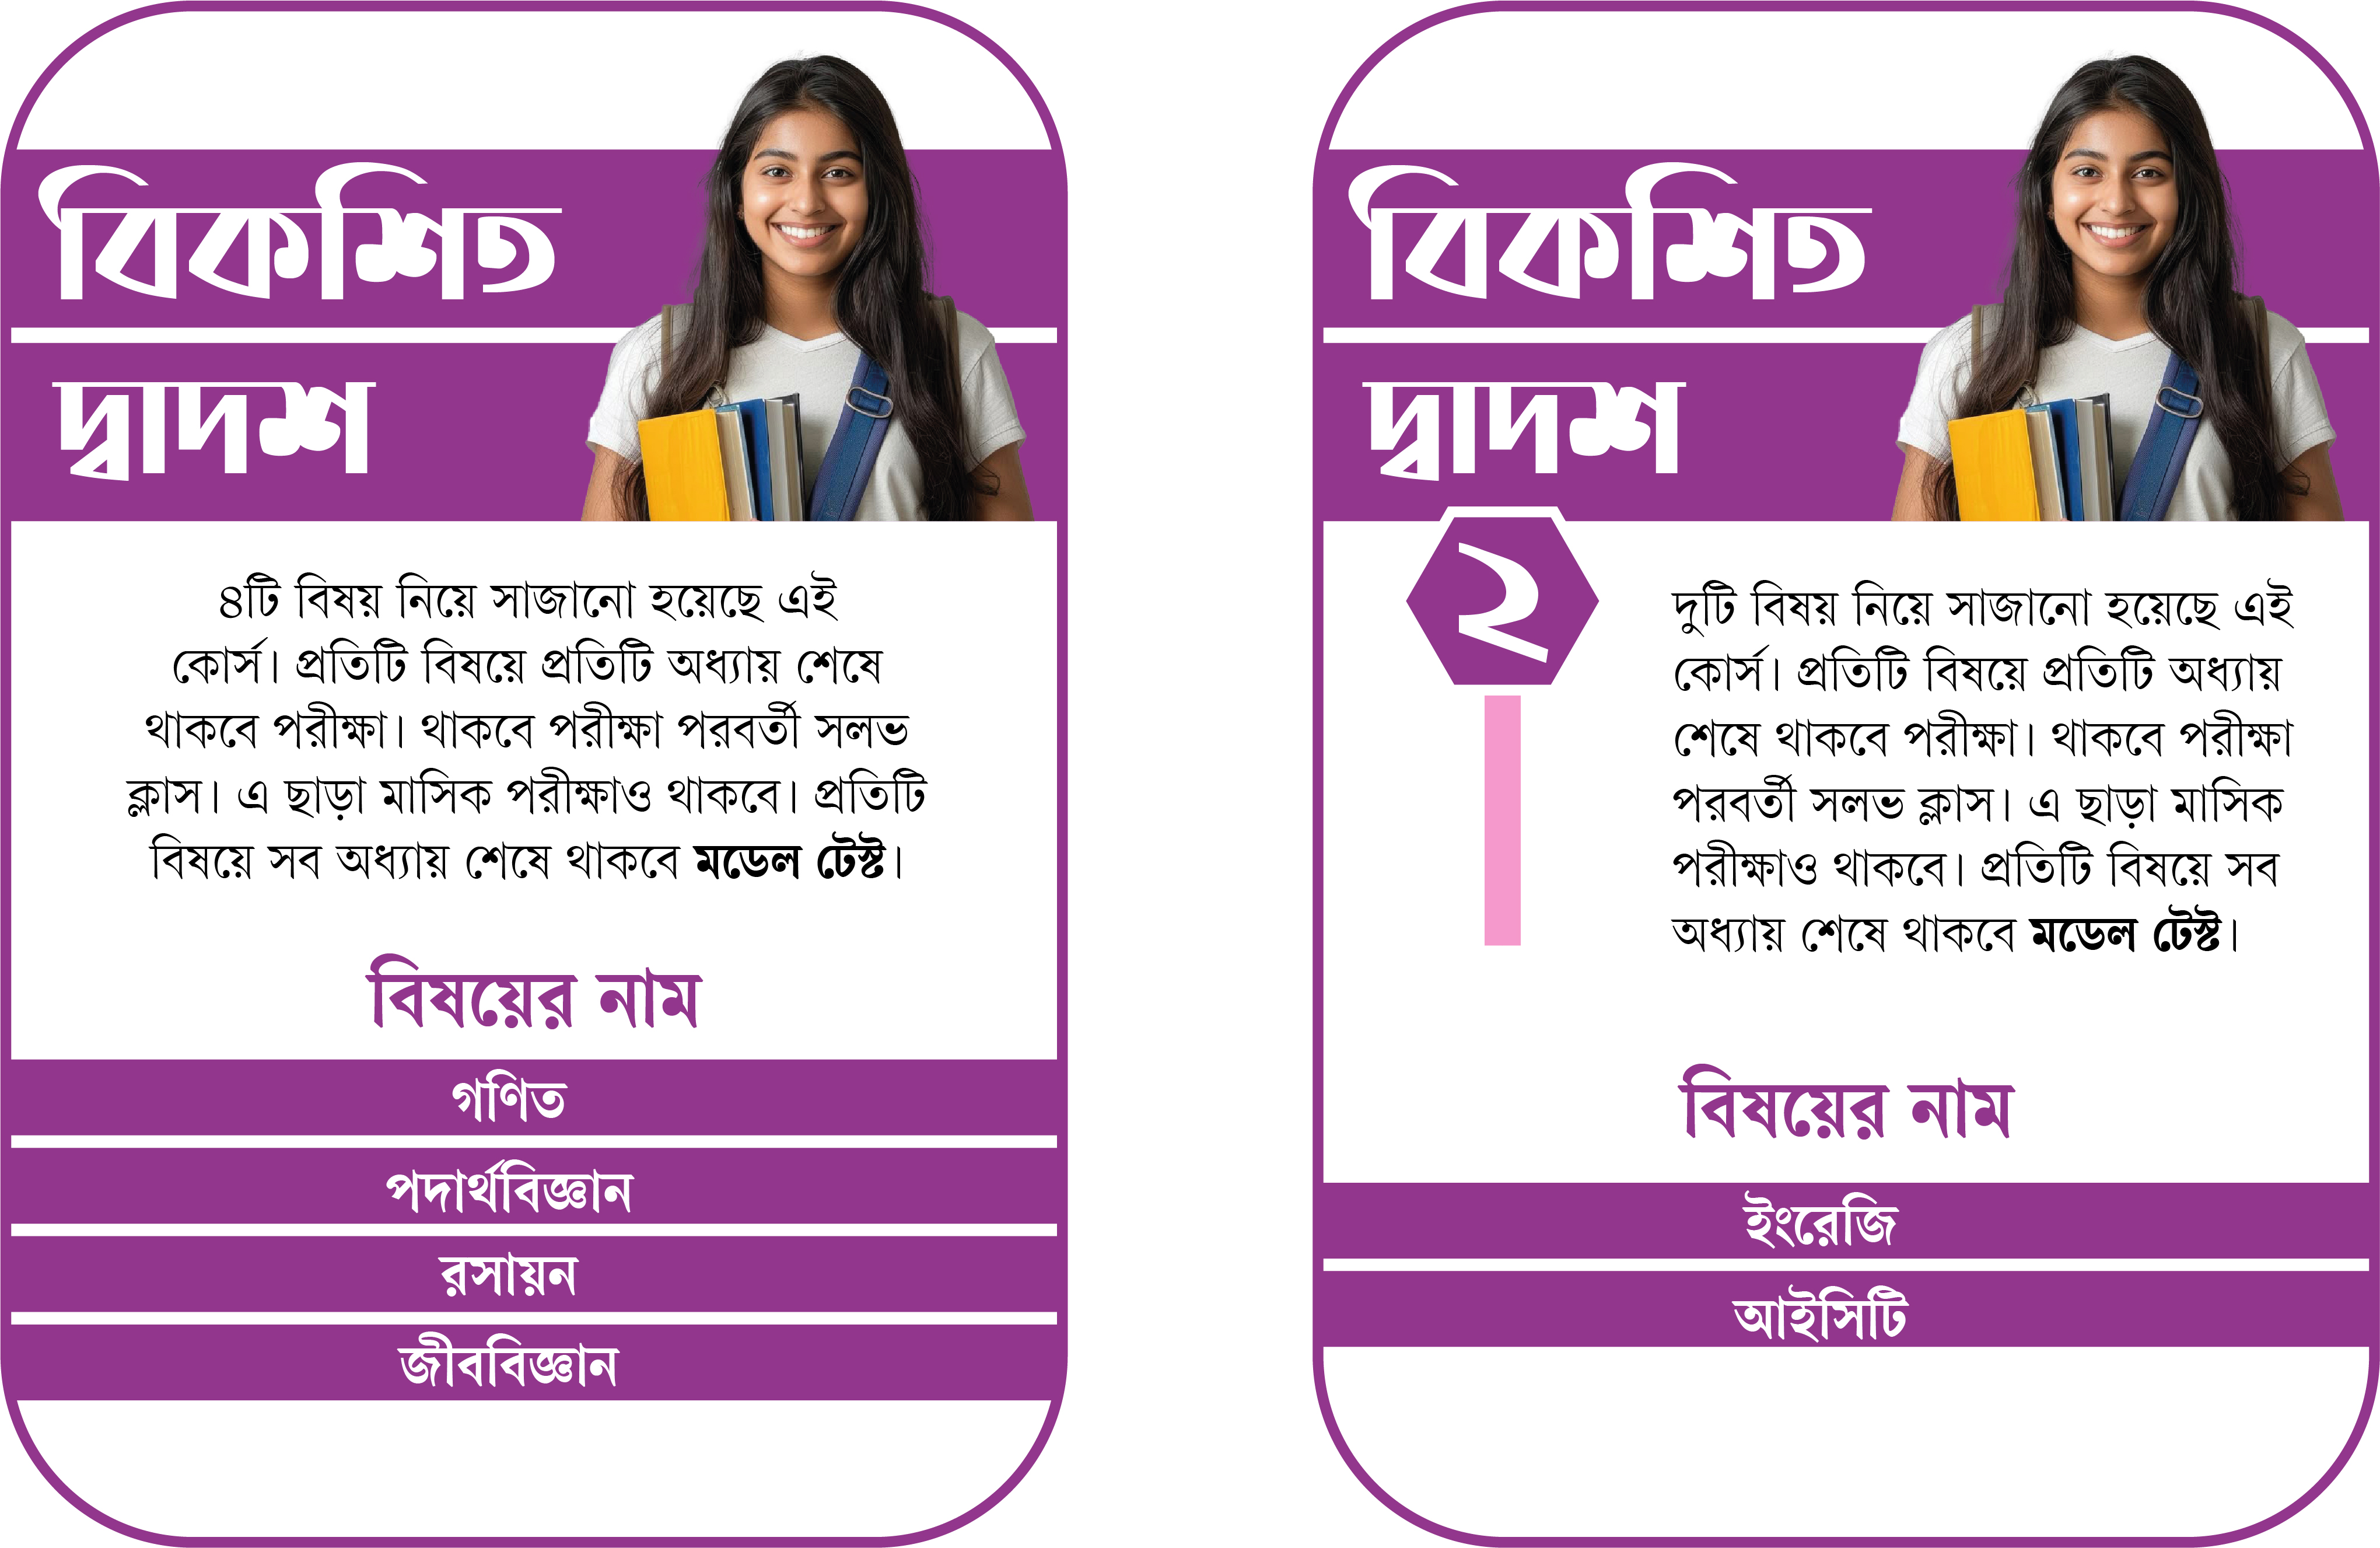 বিকশিত
দ্বাদশ
৪টি বিষয় নিয়ে সাজানো হয়েছে এই
কোর্স। প্রতিটি বিষয়ে প্রতিটি অধ্যায় শেষে
থাকবে পরীক্ষা। থাকবে পরীক্ষা পরবর্তী সলভ
ক্লাস। এ ছাড়া মাসিক পরীক্ষাও থাকবে। প্রতিটি
বিষয়ে সব অধ্যায় শেষে থাকবে মডেল টেস্ট।
বিষয়ের নাম
গণিত
পদার্থবিজ্ঞান
রসায়ন
জীববিজ্ঞান
বিকশিত
দ্বাদশ
২
দুটি বিষয় নিয়ে সাজানো হয়েছে এই
কোর্স। প্রতিটি বিষয়ে প্রতিটি অধ্যায়
শেষে থাকবে পরীক্ষা। থাকবে পরীক্ষা
পরবর্তী সলভ ক্লাস। এ ছাড়া মাসিক
পরীক্ষাও থাকবে। প্রতিটি বিষয়ে সব
অধ্যায় শেষে থাকবে মডেল টেস্ট।
বিষয়ের নাম
ইংরেজি
আইসিটি